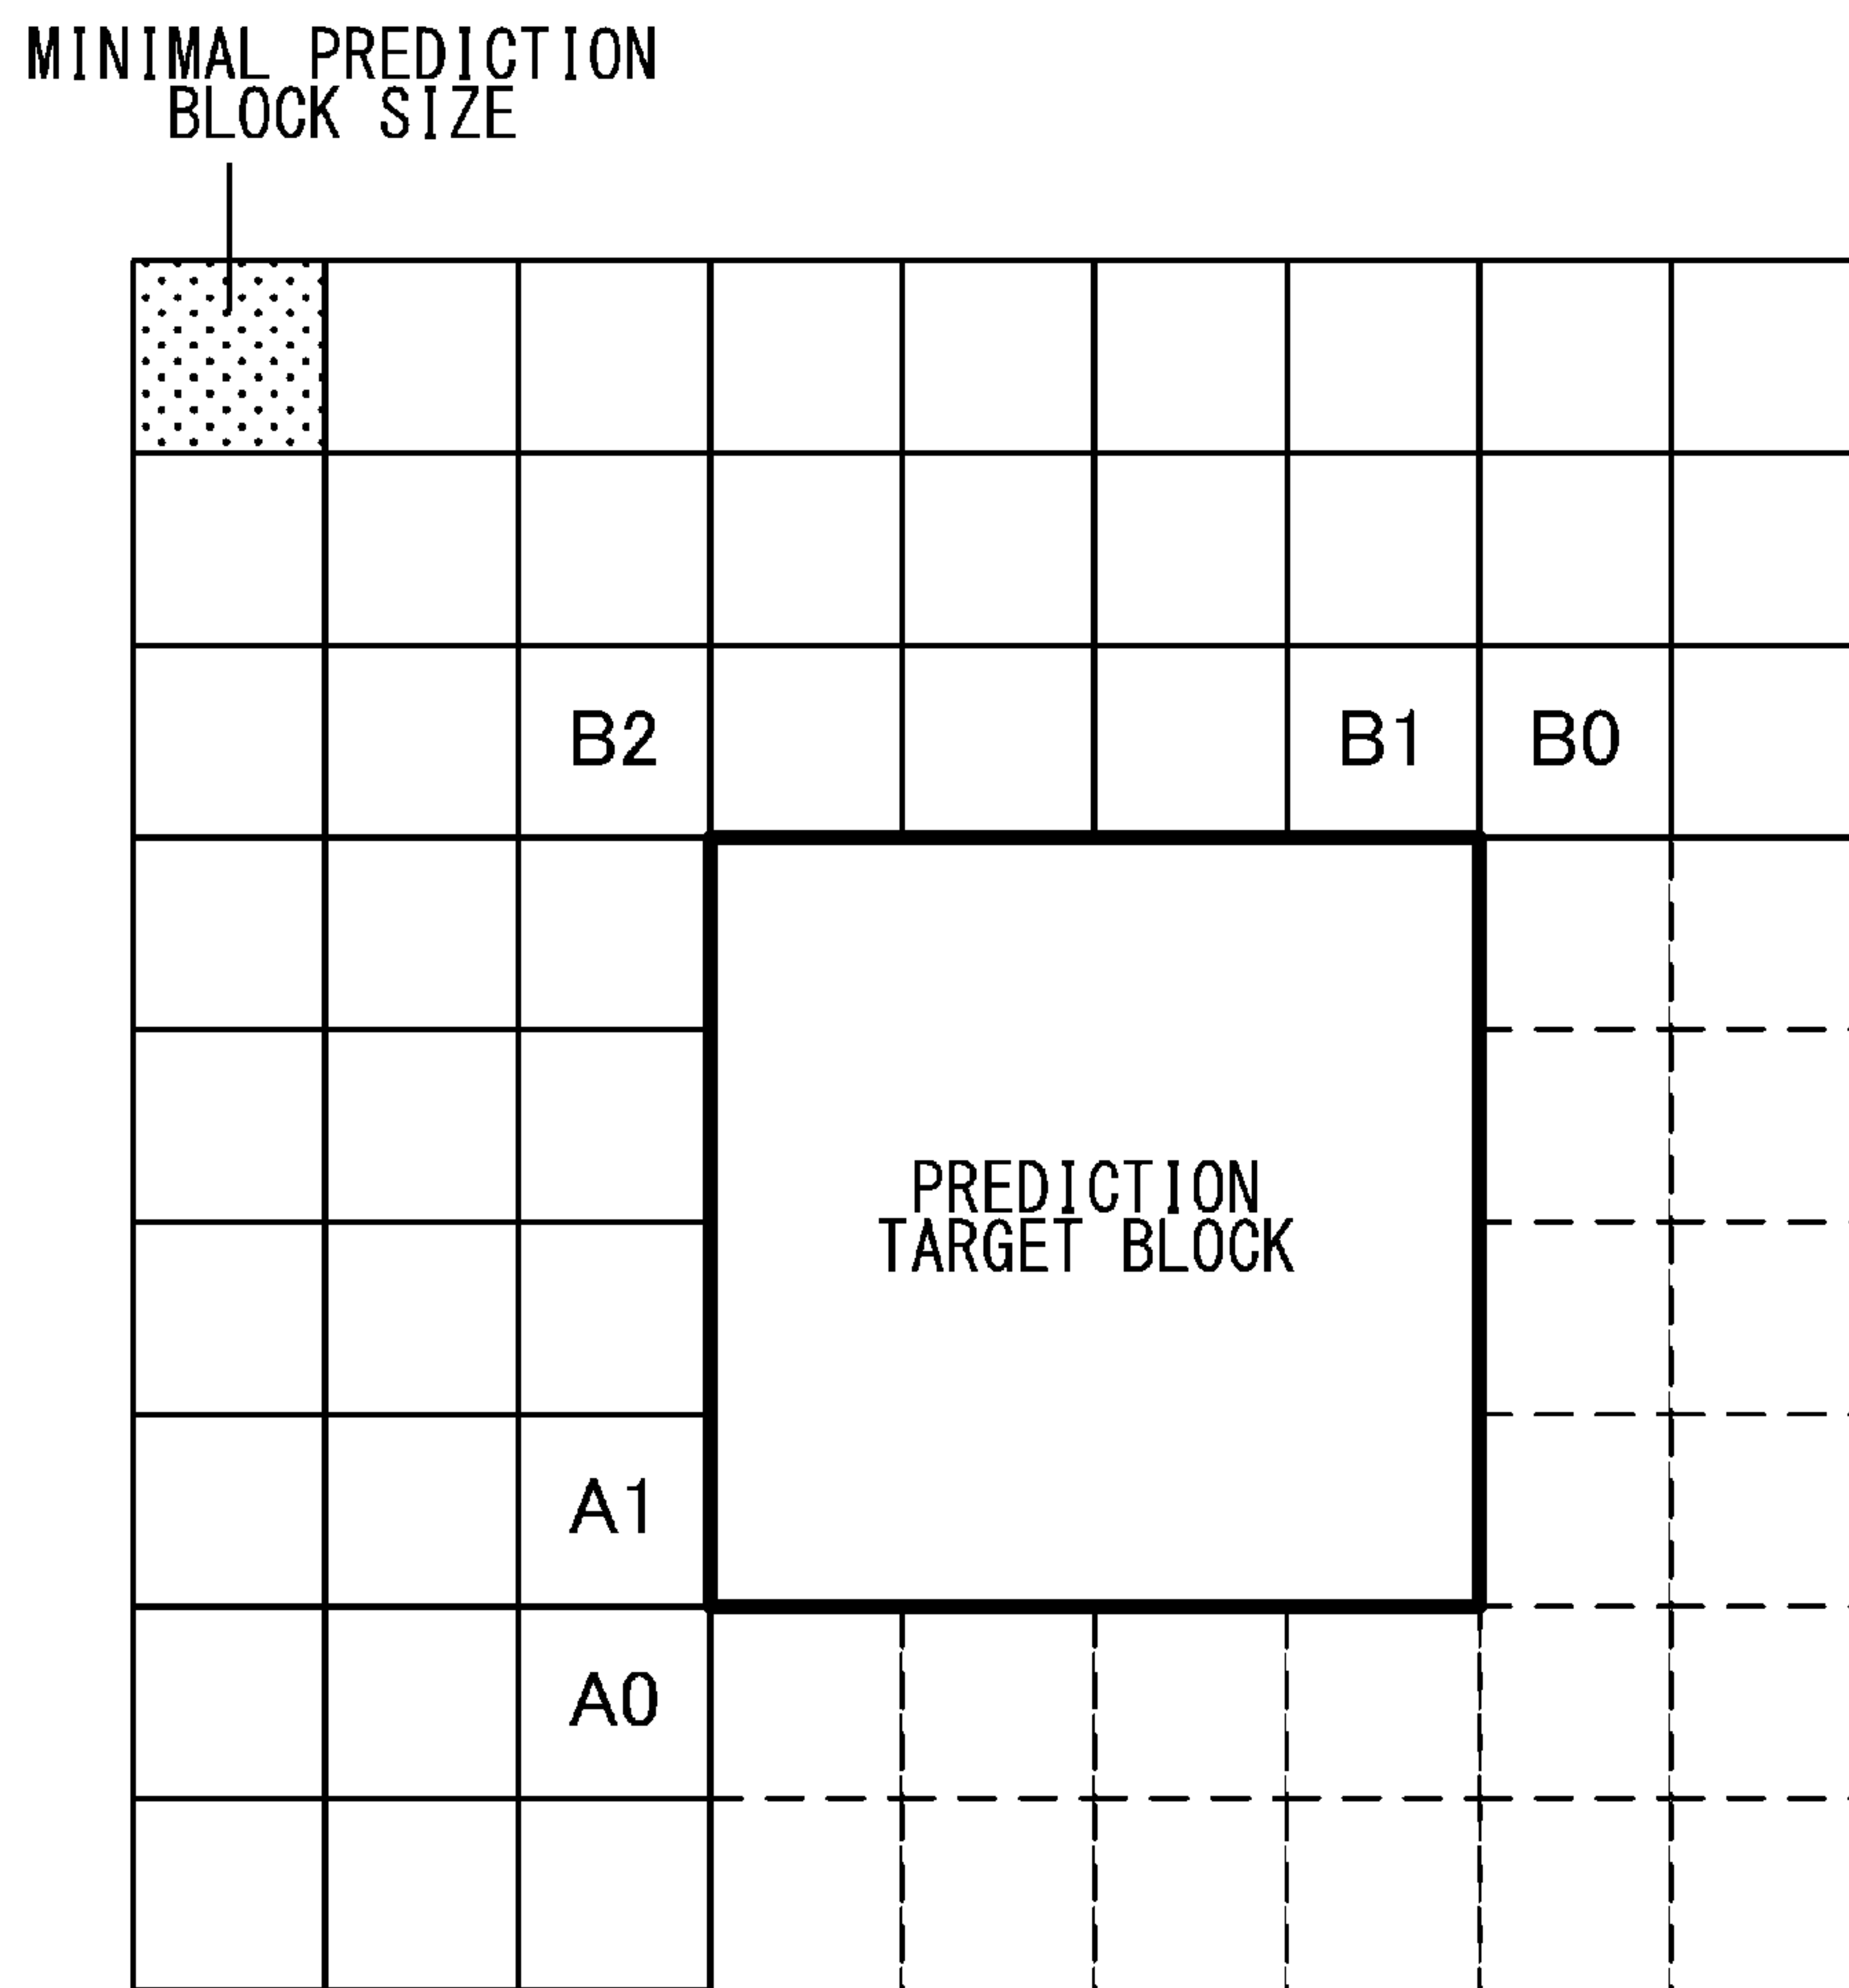 MINIMAL PREDICTION
BLOCK SIZE
B2
B1
B0
PREDICTION
TARGET BLOCK
A1
A0